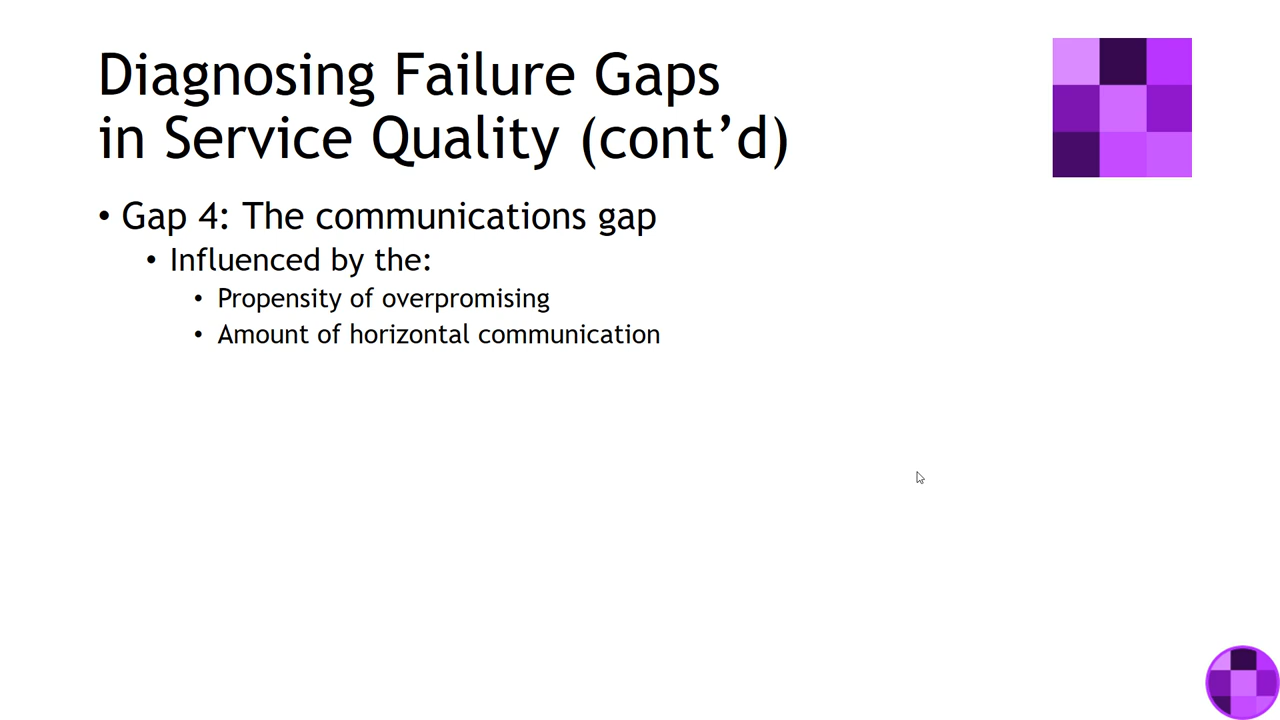 Diagnosing Failure Gaps
in Service Quality (cont’d)
• Gap 4: The communications gap
• Influenced by the:
• Propensity of overpromising
• Amount of horizontal communication